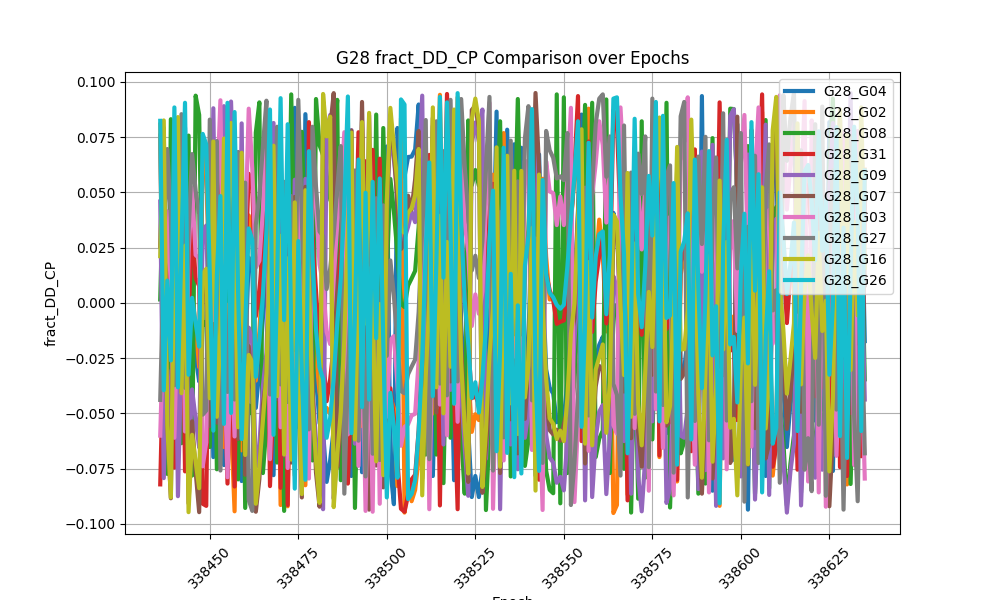 G28 fract_DD_CP Comparison over Epochs
fract_DD_CP
0.100
0.075
0.050
0.025
0.000
−0.025
−0.050
−0.075
−0.100
338450
338475
338500
338525
338550
338575
338600
338625
Epoch
G28_G04
G28_G02
G28_G08
G28_G31
G28_G09
G28_G07
G28_G03
G28_G27
G28_G16
G28_G26